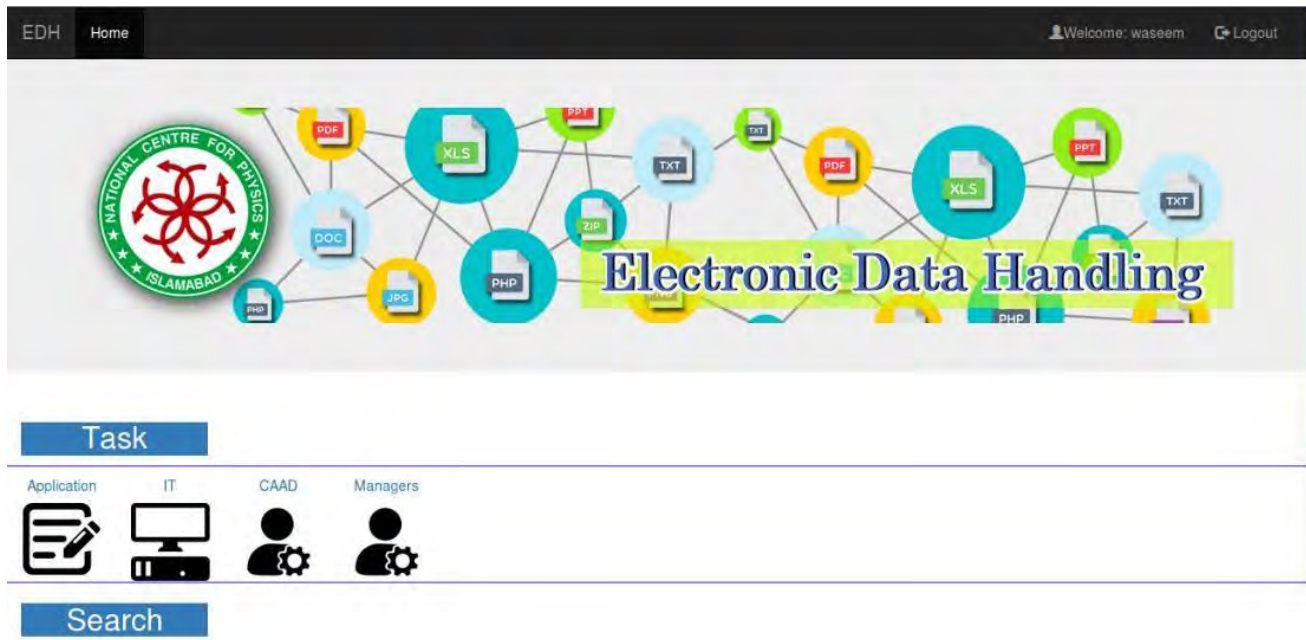 EDH Home Welcome: waseem Logout
NATIONAL CENTRE FOR PHYSICS
ISLAMABAD
PDF
XLS
PPT
TXT
TXT
PDF
XLS
PPT
TXT
DOC
ZIP
PHP
JPG
PHP
PHP
Electronic Data Handling
Task
Application IT CAAD Managers
Search